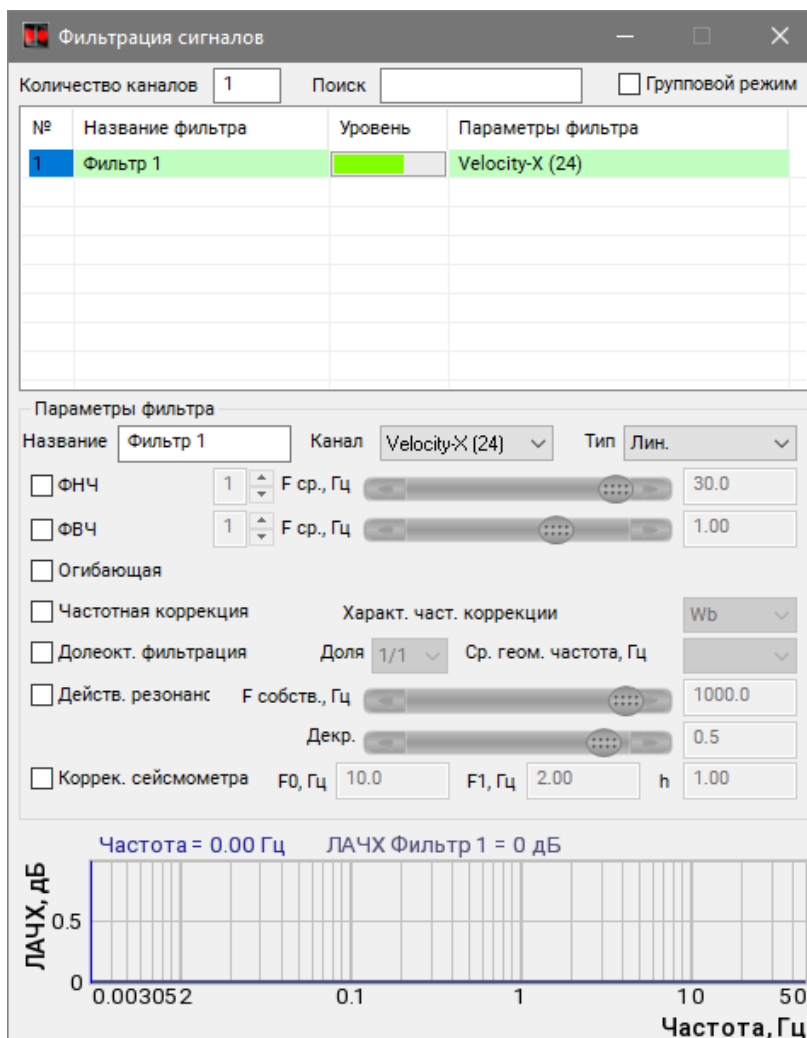 Фильтрация сигналов
Количество каналов 1 Поиск Групповой режим
№ Название фильтра Уровень Параметры фильтра
1 Фильтр 1 Velocity-X (24)
Параметры фильтра
Название Фильтр 1 Канал Velocity-X (24) Тип Лин.
ФНЧ 1 F ср., Гц 30.0
ФВЧ 1 F ср., Гц 1.00
Огибающая
Частотная коррекция Характ. част. коррекции Wb
Долеокт. фильтрация Доля 1/1 Ср. геом. частота, Гц
Действ. резонанс F собств., Гц 1000.0
Декр. 0.5
Коррек. сейсмометра F0, Гц 10.0 F1, Гц 2.00 h 1.00
Частота = 0.00 Гц ЛАЧХ Фильтр 1 = 0 дБ
ЛАЧХ, дБ
0.5
0
0.003052 0.1 1 10 50
Частота, Гц